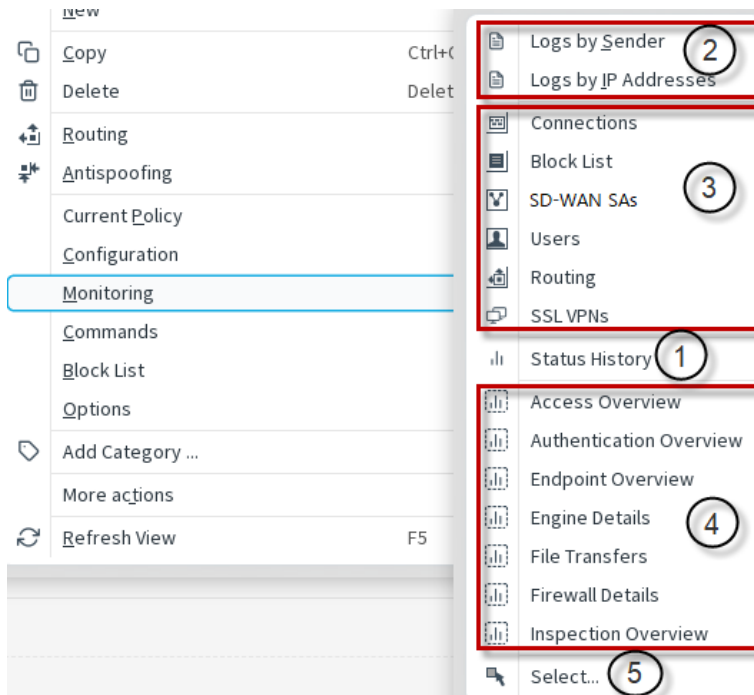 New
Copy Ctrl+C
Delete Delet
Routing
Antispoofing
Current Policy
Configuration
Monitoring
Commands
Block List
Options
Add Category ...
More actions
Refresh View F5
Logs by Sender
2
Logs by IP Addresses
Connections
Block List
3
SD-WAN SAs
Users
Routing
SSL VPNs
Status History 1
Access Overview
Authentication Overview
Endpoint Overview
Engine Details
4
File Transfers
Firewall Details
Inspection Overview
Select... 5